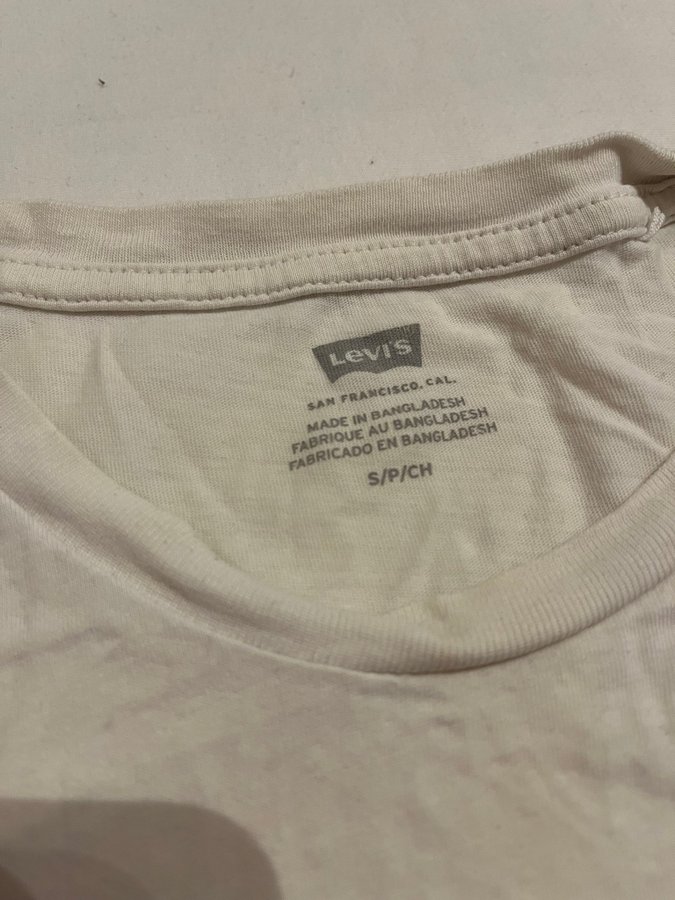 Levi's
SAN FRANCISCO, CAL.
MADE IN BANGLADESH
FABRIQUE AU BANGLADESH
FABRICADO EN BANGLADESH
S/P/CH